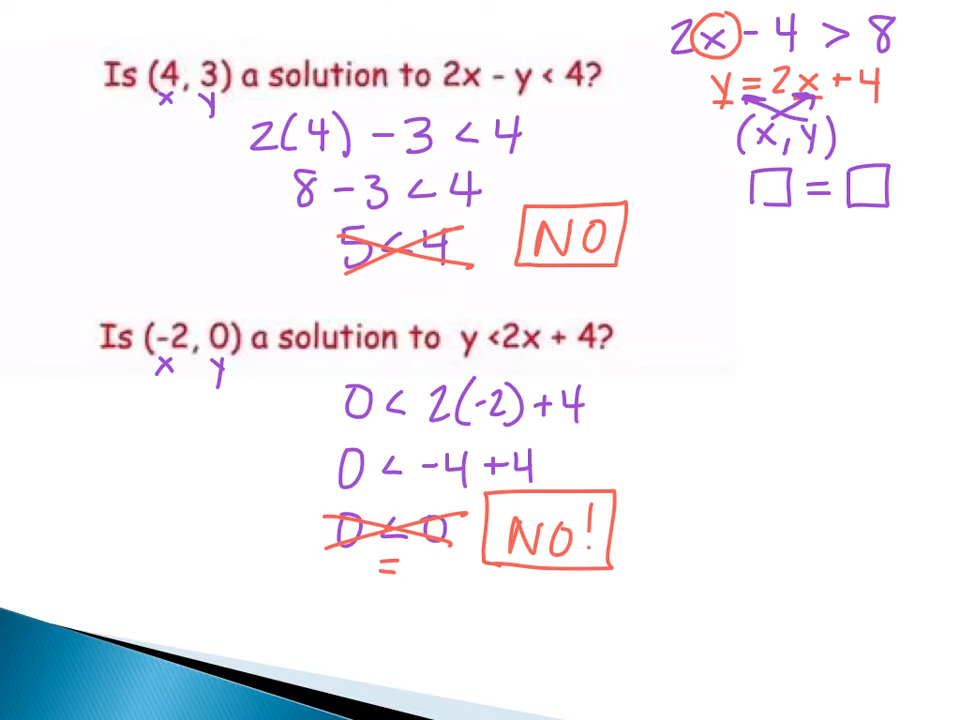 2x - 4 > 8
y = 2x + 4
(x, y)
□ = □
Is (4, 3) a solution to 2x - y < 4?
x y
2(4) - 3 < 4
8 - 3 < 4
5 < 4
NO
Is (-2, 0) a solution to y <2x + 4?
x y
0 < 2(-2) + 4
0 < -4 + 4
0 < 0
=
NO!